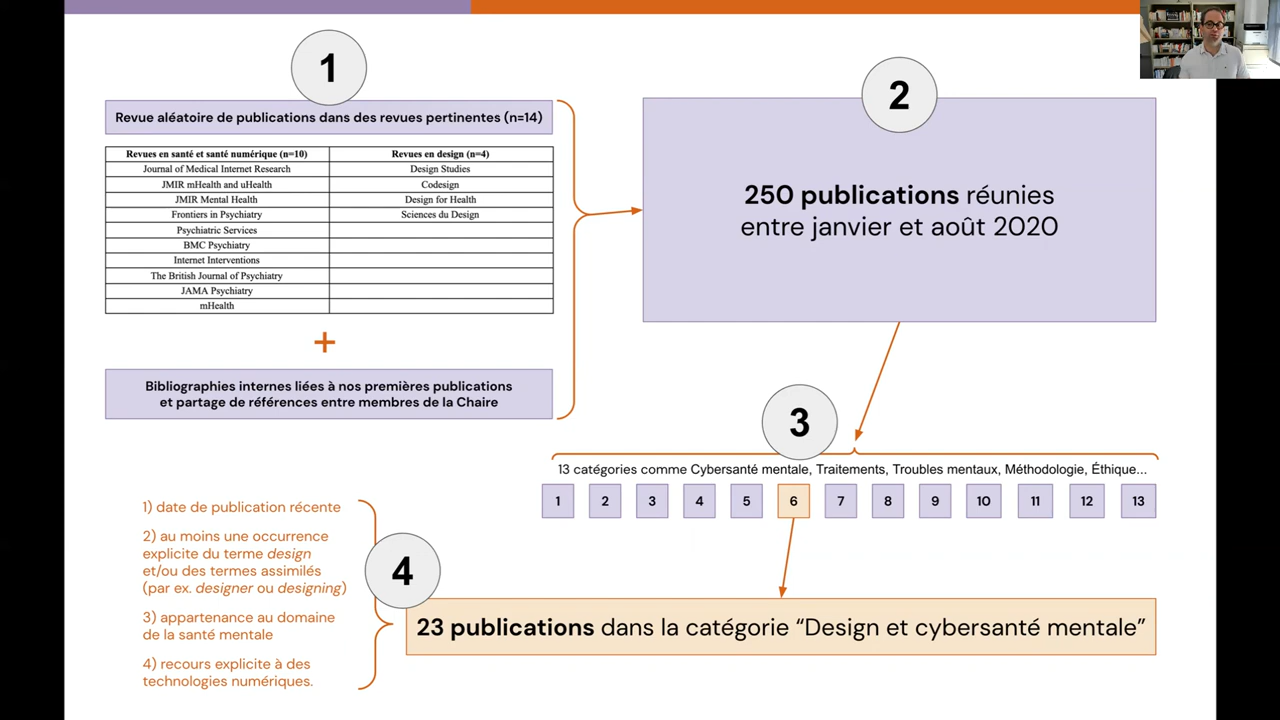 1
Revue aléatoire de publications dans des revues pertinentes (n=14)
Revues en santé et santé numérique (n=10)
Revues en design (n=4)
Journal of Medical Internet Research
Design Studies
JMIR mHealth and uHealth
Codesign
JMIR Mental Health
Design for Health
Frontiers in Psychiatry
Sciences du Design
Psychiatric Services
BMC Psychiatry
Internet Interventions
The British Journal of Psychiatry
JAMA Psychiatry
mHealth
+
Bibliographies internes liées à nos premières publications
et partage de références entre membres de la Chaire
2
250 publications réunies
entre janvier et août 2020
3
13 catégories comme Cybersanté mentale, Traitements, Troubles mentaux, Méthodologie, Éthique...
1 2 3 4 5 6 7 8 9 10 11 12 13
1) date de publication récente
2) au moins une occurrence
explicite du terme design
et/ou des termes assimilés
(par ex. designer ou designing)
3) appartenance au domaine
de la santé mentale
4) recours explicite à des
technologies numériques.
4
23 publications dans la catégorie “Design et cybersanté mentale”